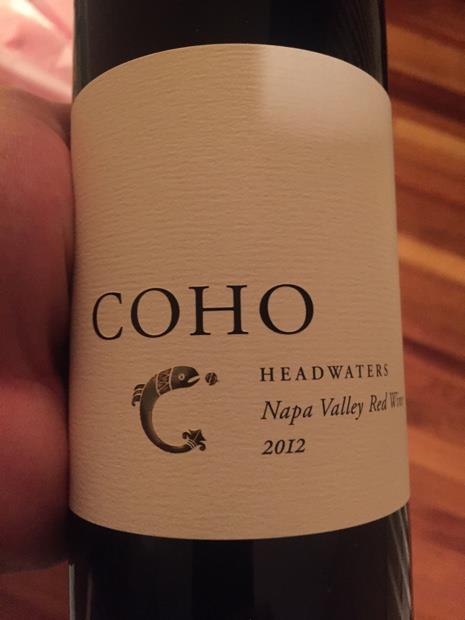 COHO
HEADWATERS
Napa Valley Red Wine
2012